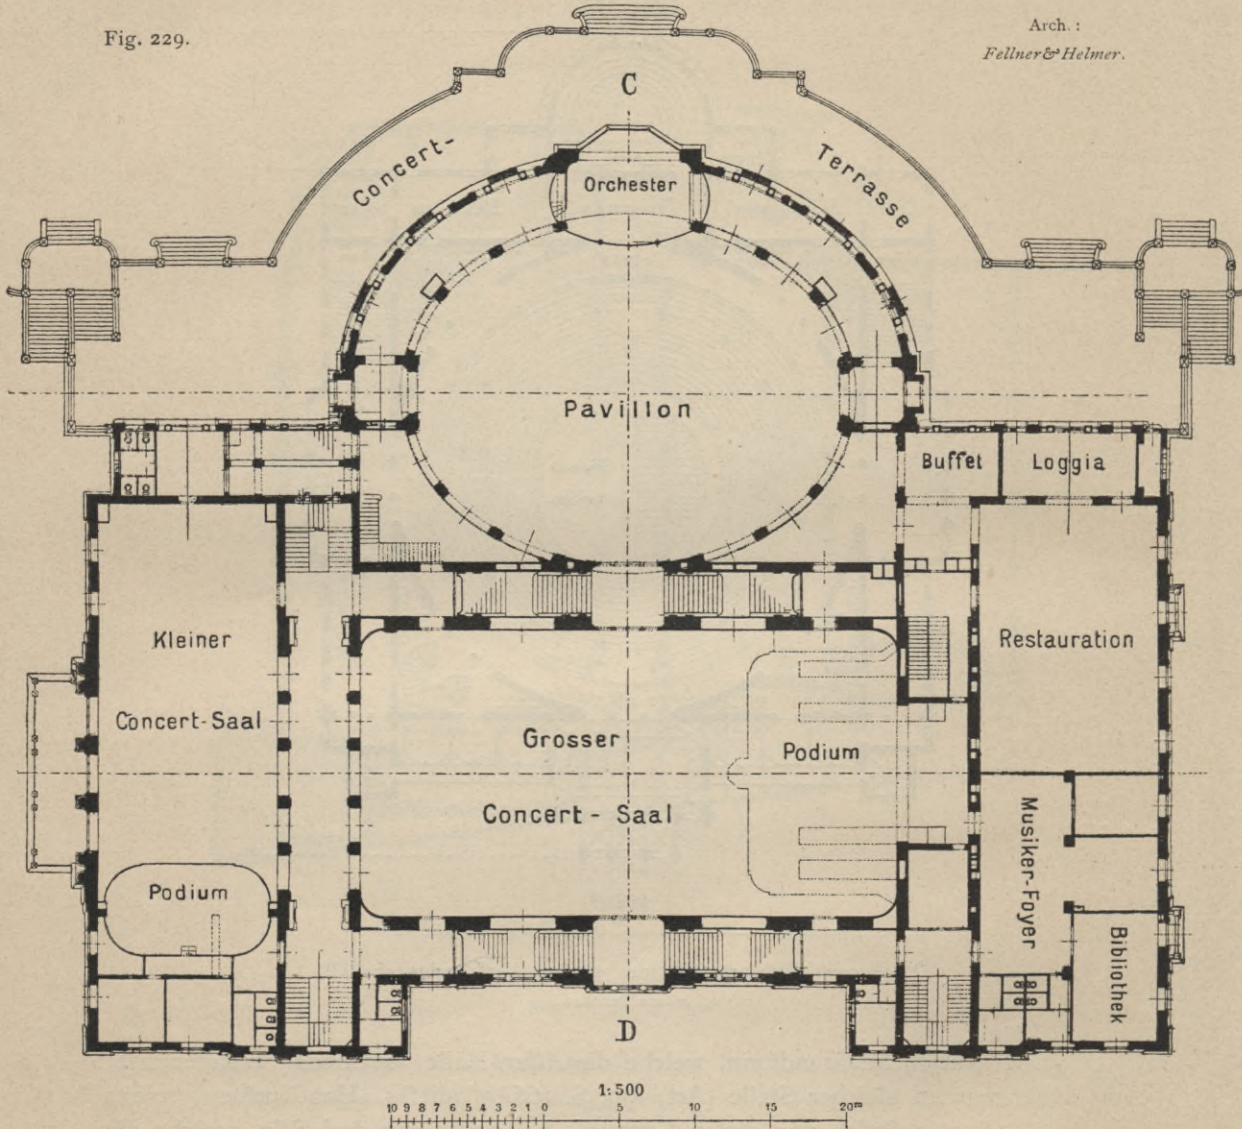 Fig. 229.
Arch.:
Fellner & Helmer.
C
Concert-
Terrasse
Orchester
Pavillon
Buffet
Loggia
Kleiner
Concert-Saal
Restauration
Grosser
Concert - Saal
Podium
Podium
Musiker-Foyer
Bibliothek
D
1:500
10 9 8 7 6 5 4 3 2 1 0 5 10 15 20m